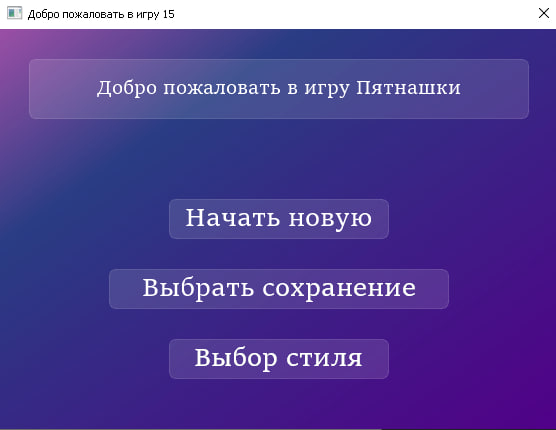 Добро пожаловать в игру 15
Добро пожаловать в игру Пятнашки
Начать новую
Выбрать сохранение
Выбор стиля